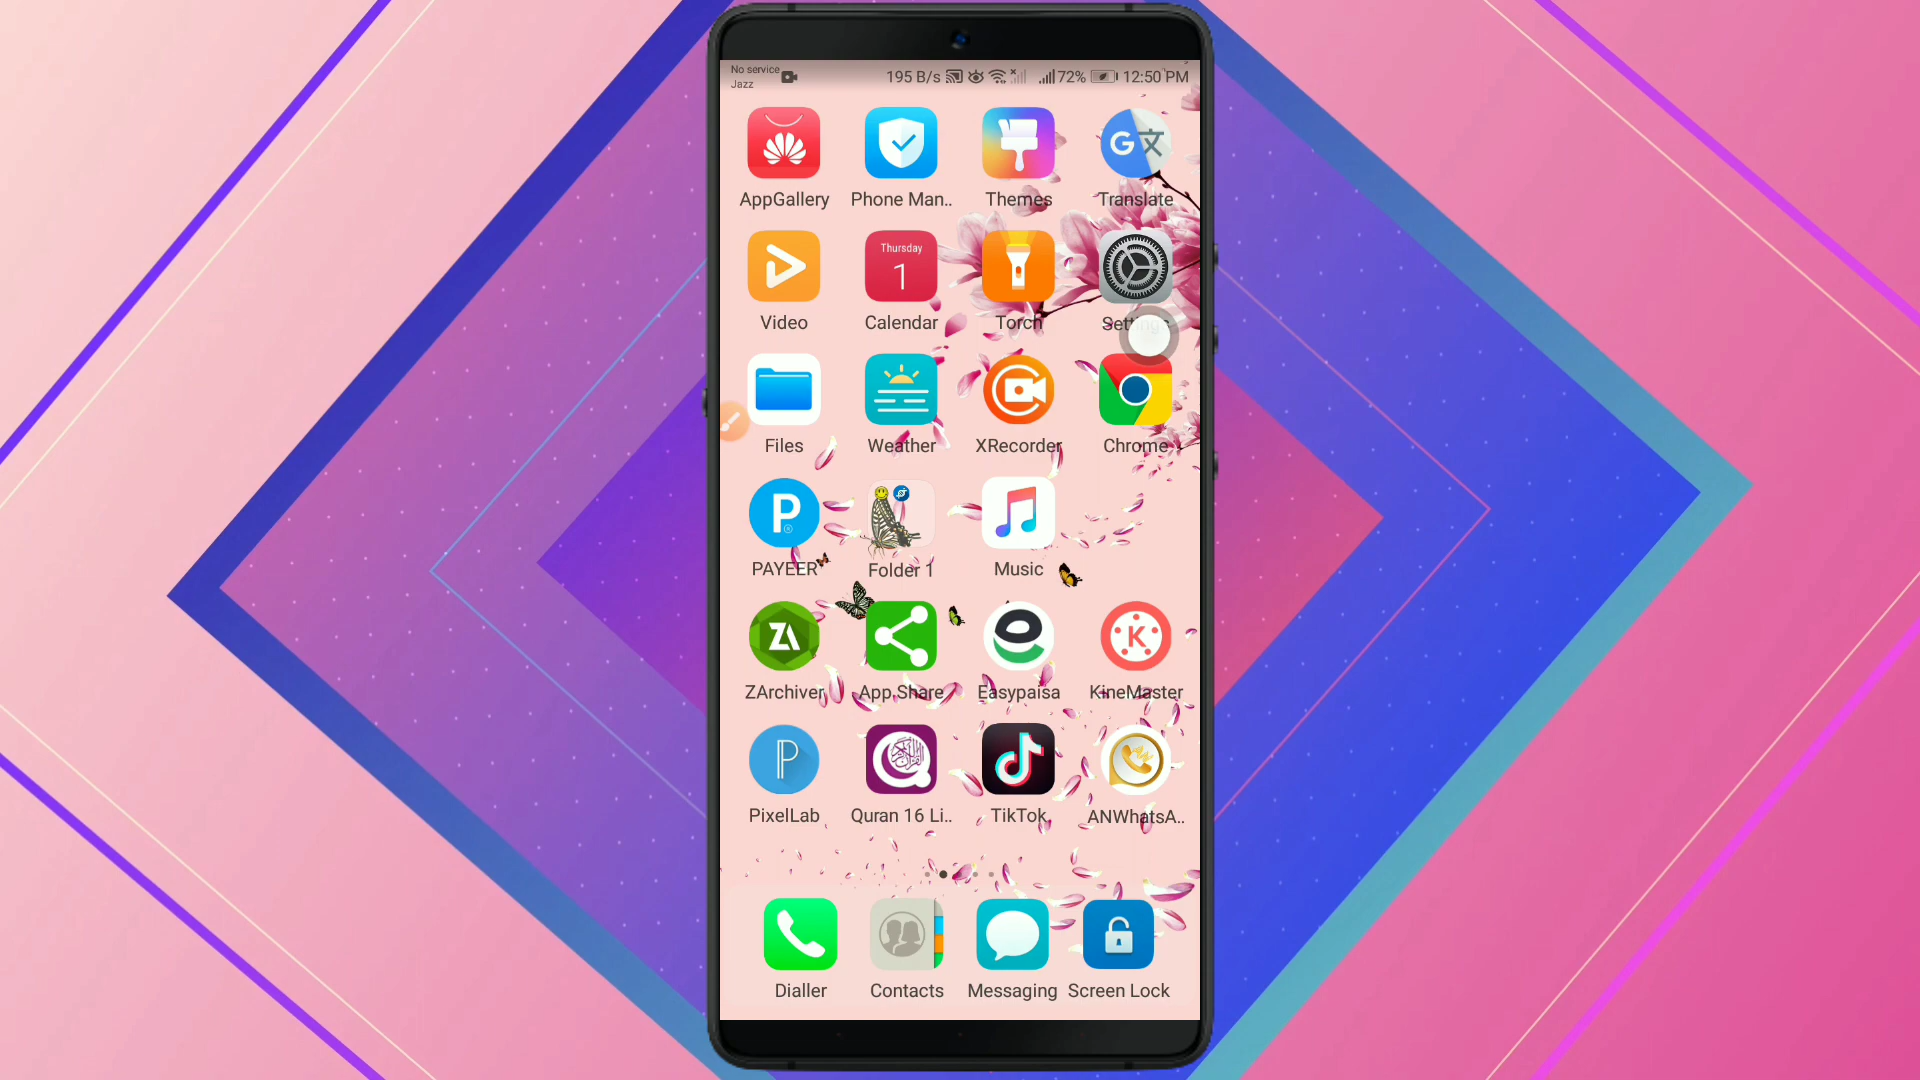 No service
Jazz
195 B/s 72% 12:50 PM
AppGallery Phone Man.. Themes Translate
Thursday
1
Video Calendar Torch Settings
Files Weather XRecorder Chrome
PAYEER Folder 1 Music
ZArchiver App Share Easypaisa KineMaster
PixelLab Quran 16 Li.. TikTok ANWhatsA..
Dialler Contacts Messaging Screen Lock